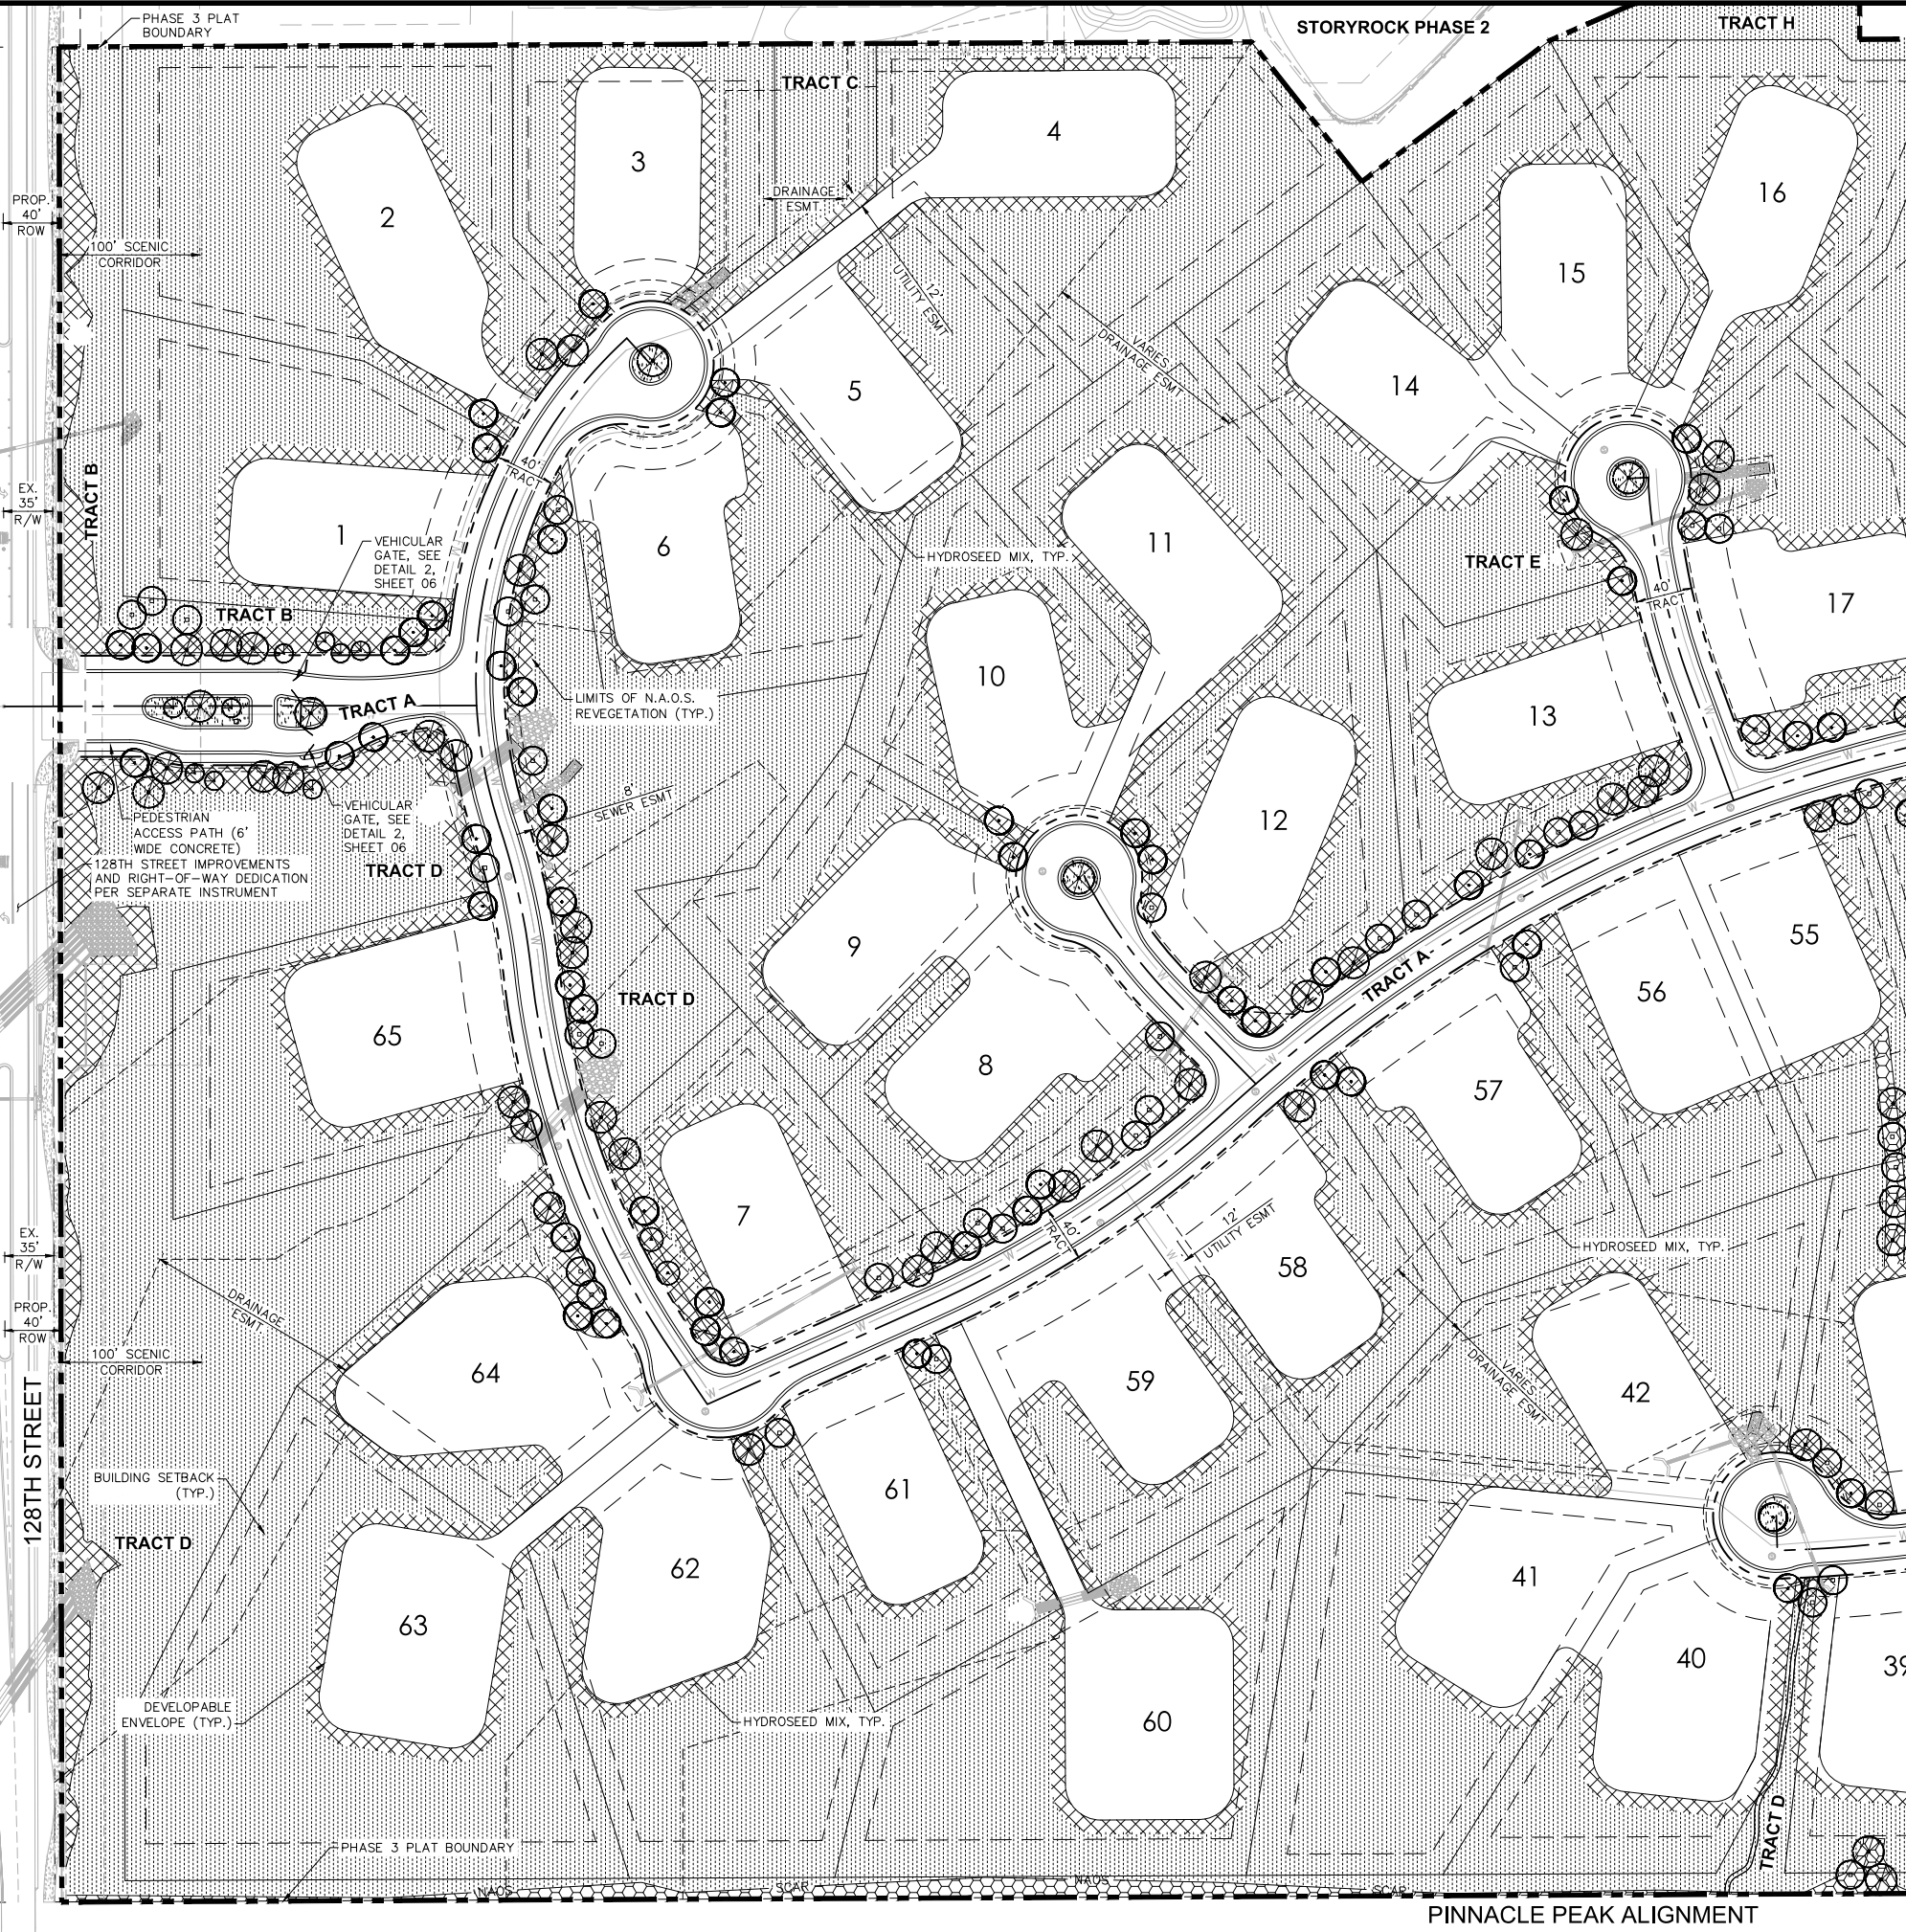 PHASE 3 PLAT
BOUNDARY
STORYROCK PHASE 2
TRACT H
TRACT C
4
3
16
2
PROP.
40'
ROW
DRAINAGE
ESMT.
100' SCENIC
CORRIDOR
15
12'
UTILITY ESMT
VARIES
DRAINAGE ESMT
14
5
40'
TRACT
TRACT B
EX.
35'
R/W
1
VEHICULAR
GATE, SEE
DETAIL 2,
SHEET 06
6
HYDROSEED MIX, TYP.
11
TRACT E
40'
TRACT
17
TRACT B
10
LIMITS OF N.A.O.S.
REVEGETATION (TYP.)
TRACT A
13
8'
SEWER ESMT
VEHICULAR
GATE, SEE
DETAIL 2,
SHEET 06
PEDESTRIAN
ACCESS PATH (6'
WIDE CONCRETE)
12
128TH STREET IMPROVEMENTS
AND RIGHT-OF-WAY DEDICATION
PER SEPARATE INSTRUMENT
TRACT D
9
55
TRACT A
56
TRACT D
65
8
57
7
40'
TRACT
12'
UTILITY ESMT
EX.
35'
R/W
HYDROSEED MIX, TYP.
58
DRAINAGE
ESMT.
PROP.
40'
ROW
100' SCENIC
CORRIDOR
64
59
VARIES
DRAINAGE ESMT
42
128TH STREET
BUILDING SETBACK
(TYP.)
61
TRACT D
62
41
63
40
39
DEVELOPABLE
ENVELOPE (TYP.)
HYDROSEED MIX, TYP.
60
TRACT D
PHASE 3 PLAT BOUNDARY
NAOS
SCAR
NAOS
SCAR
PINNACLE PEAK ALIGNMENT